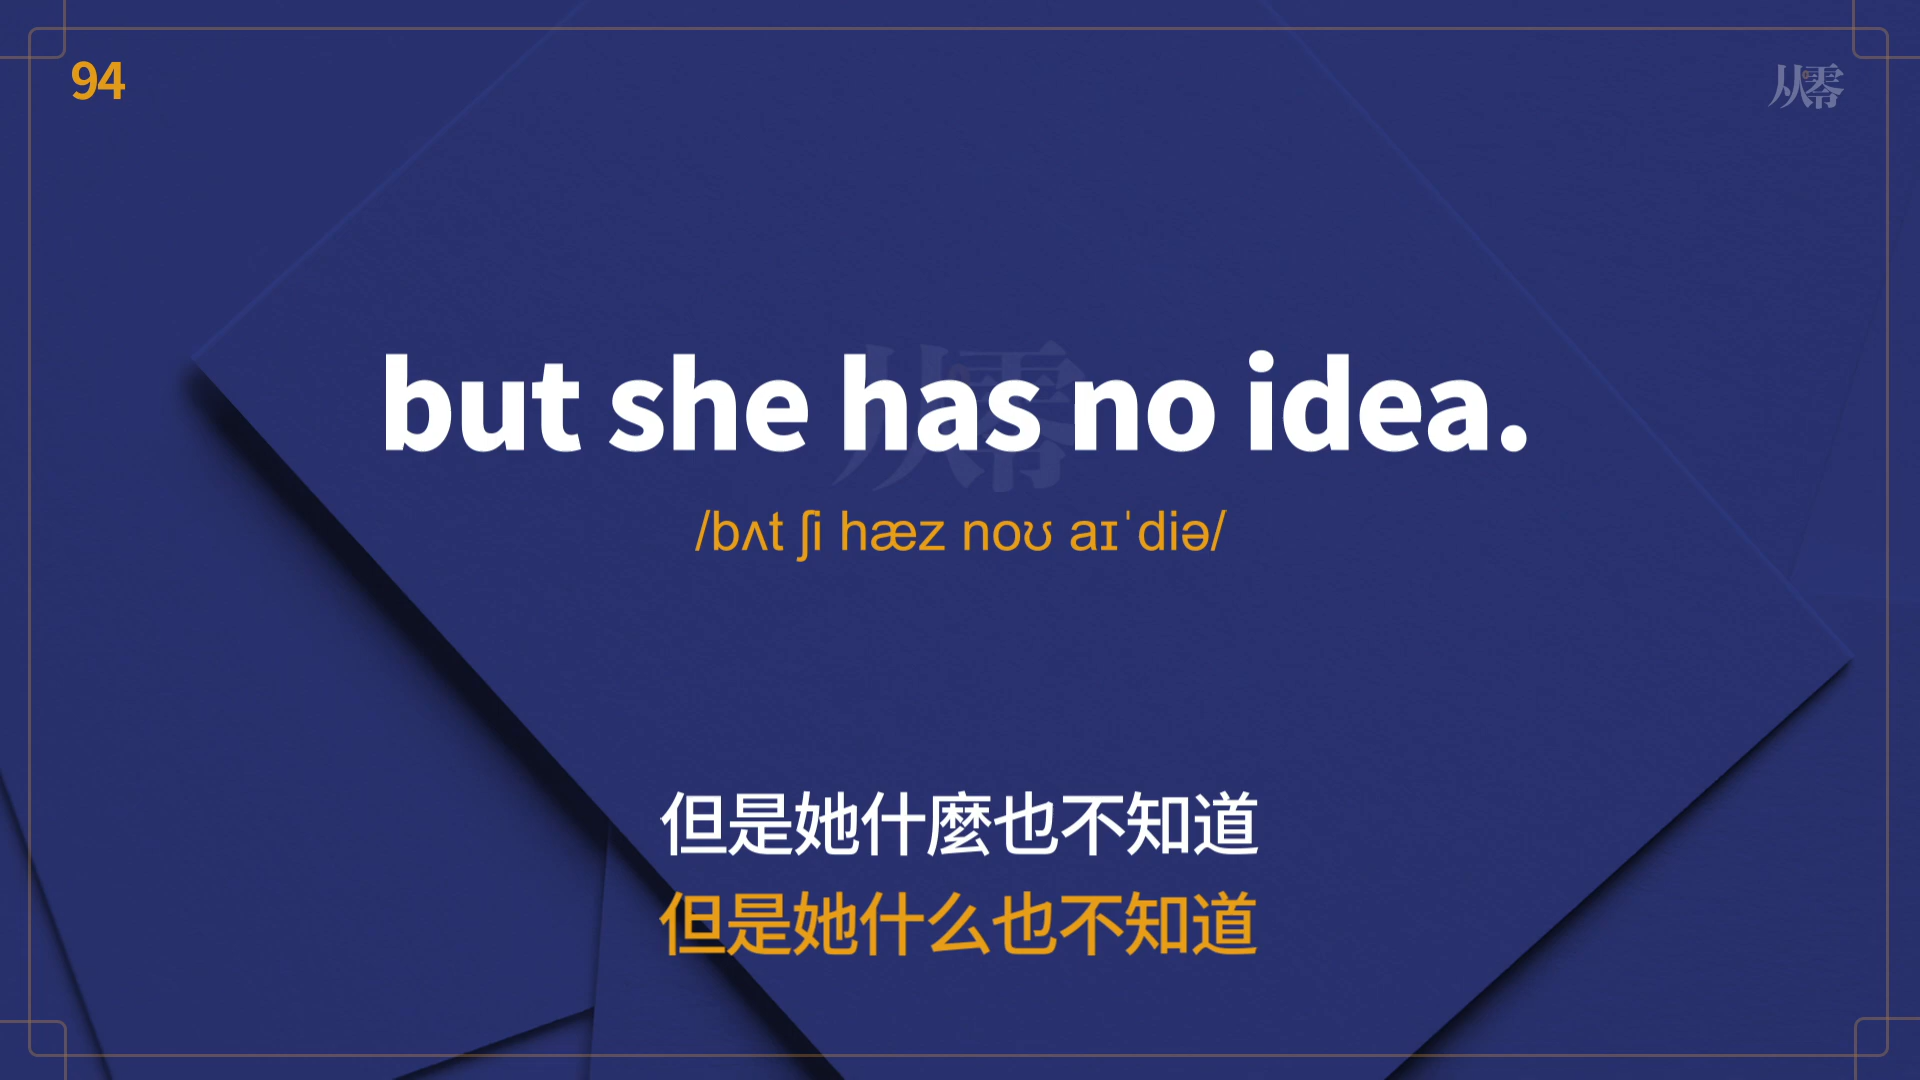 94
从零
but she has no idea.
/bʌt ʃi hæz noʊ aɪˈdiə/
但是她什麼也不知道
但是她什么也不知道